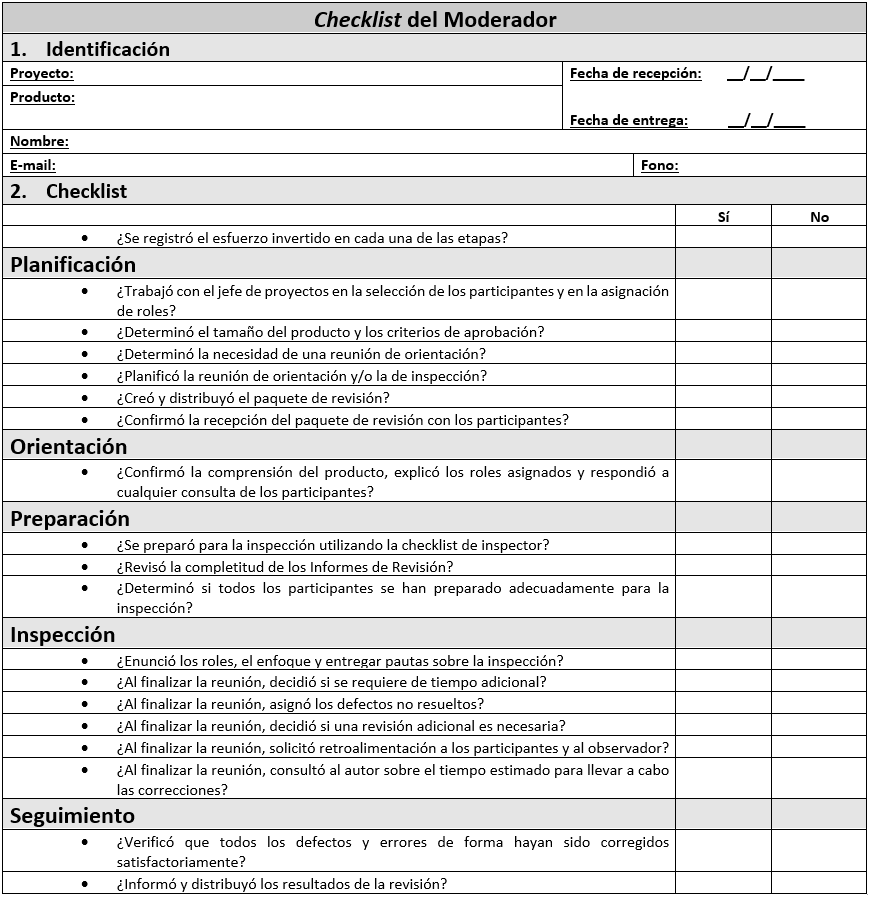 Checklist del Moderador
1. Identificación
Proyecto:
Fecha de recepción: __/__/____
Producto:
Fecha de entrega: __/__/____
Nombre:
E-mail:
Fono:
2. Checklist
Sí No
• ¿Se registró el esfuerzo invertido en cada una de las etapas?
Planificación
• ¿Trabajó con el jefe de proyectos en la selección de los participantes y en la asignación
de roles?
• ¿Determinó el tamaño del producto y los criterios de aprobación?
• ¿Determinó la necesidad de una reunión de orientación?
• ¿Planificó la reunión de orientación y/o la de inspección?
• ¿Creó y distribuyó el paquete de revisión?
• ¿Confirmó la recepción del paquete de revisión con los participantes?
Orientación
• ¿Confirmó la comprensión del producto, explicó los roles asignados y respondió a
cualquier consulta de los participantes?
Preparación
• ¿Se preparó para la inspección utilizando la checklist de inspector?
• ¿Revisó la completitud de los Informes de Revisión?
• ¿Determinó si todos los participantes se han preparado adecuadamente para la
inspección?
Inspección
• ¿Enunció los roles, el enfoque y entregar pautas sobre la inspección?
• ¿Al finalizar la reunión, decidió si se requiere de tiempo adicional?
• ¿Al finalizar la reunión, asignó los defectos no resueltos?
• ¿Al finalizar la reunión, decidió si una revisión adicional es necesaria?
• ¿Al finalizar la reunión, solicitó retroalimentación a los participantes y al observador?
• ¿Al finalizar la reunión, consultó al autor sobre el tiempo estimado para llevar a cabo
las correcciones?
Seguimiento
• ¿Verificó que todos los defectos y errores de forma hayan sido corregidos
satisfactoriamente?
• ¿Informó y distribuyó los resultados de la revisión?